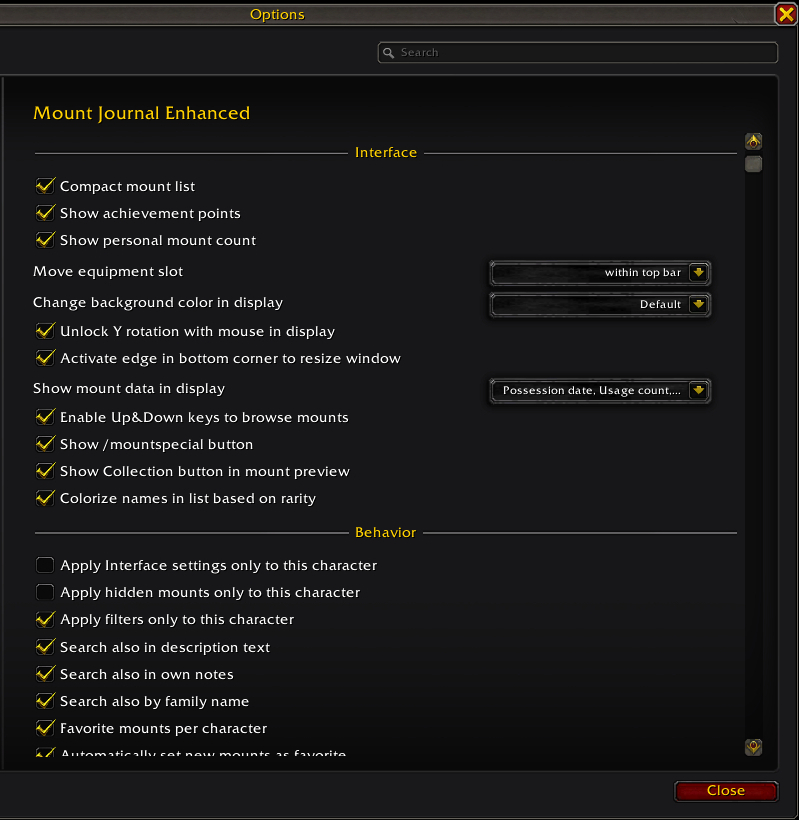 Options
Search
Mount Journal Enhanced
Interface
Compact mount list
Show achievement points
Show personal mount count
Move equipment slot within top bar
Change background color in display Default
Unlock Y rotation with mouse in display
Activate edge in bottom corner to resize window
Show mount data in display Possession date, Usage count,...
Enable Up&Down keys to browse mounts
Show /mountspecial button
Show Collection button in mount preview
Colorize names in list based on rarity
Behavior
Apply Interface settings only to this character
Apply hidden mounts only to this character
Apply filters only to this character
Search also in description text
Search also in own notes
Search also by family name
Favorite mounts per character
Automatically set new mounts as favorite
Close